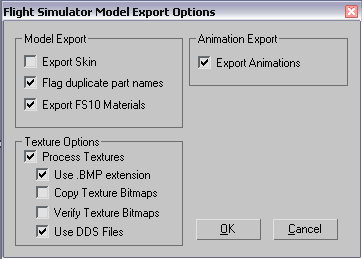 Flight Simulator Model Export Options
Model Export
Export Skin
Flag duplicate part names
Export FS10 Materials
Animation Export
Export Animations
Texture Options
Process Textures
Use .BMP extension
Copy Texture Bitmaps
Verify Texture Bitmaps
Use DDS Files
OK
Cancel